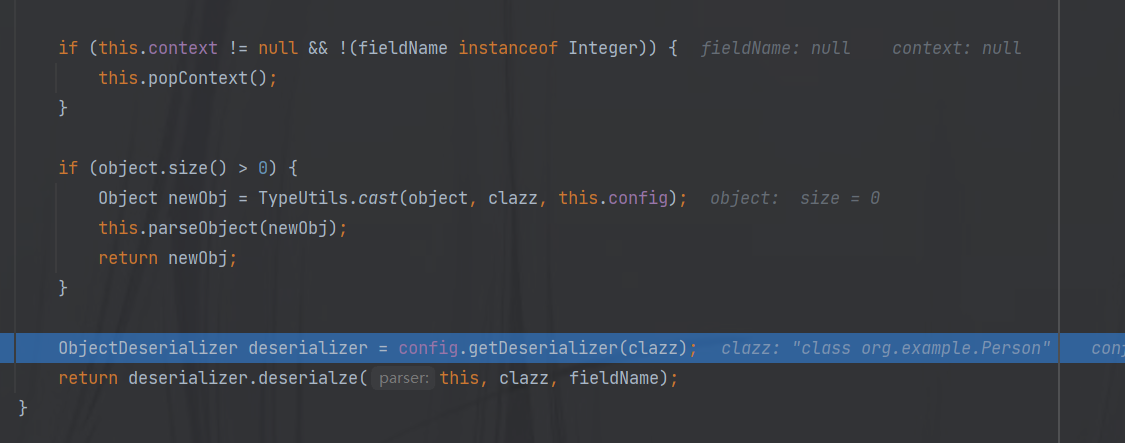 if (this.context != null && !(fieldName instanceof Integer)) { fieldName: null context: null
this.popContext();
}
if (object.size() > 0) {
Object newObj = TypeUtils.cast(object, clazz, this.config); object: size = 0
this.parseObject(newObj);
return newObj;
}
ObjectDeserializer deserializer = config.getDeserializer(clazz); clazz: "class org.example.Person"
return deserializer.deserialze( parser: this, clazz, fieldName);
}